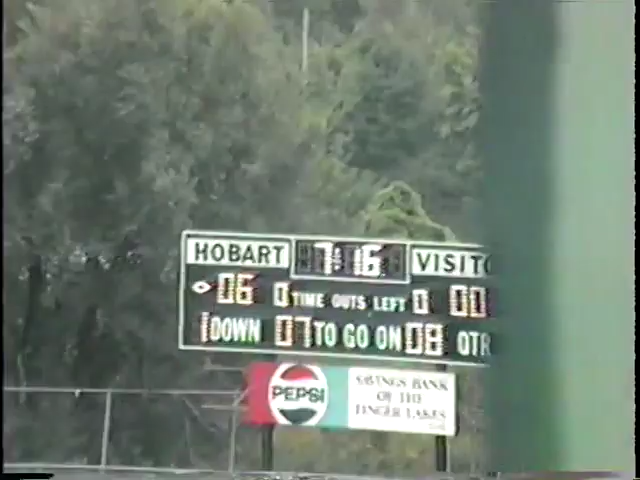 HOBART 7:16 VISITO
06 0 TIME OUTS LEFT 0 00
1 DOWN 07 TO GO ON 08 QTR
PEPSI
SAVINGS BANK
OF THE
FINGER LAKES